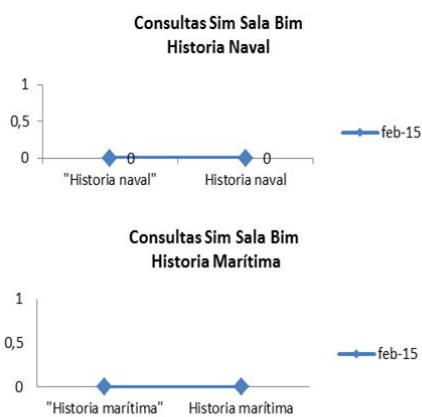 Consultas Sim Sala Bim
Historia Naval
1
0,5
0
0
0
"Historia naval"
Historia naval
feb-15
Consultas Sim Sala Bim
Historia Marítima
1
0,5
0
"Historia marítima"
Historia marítima
feb-15